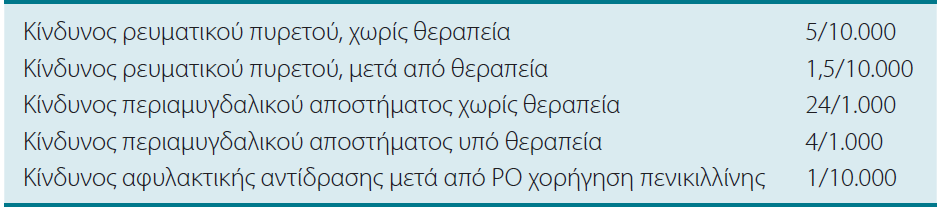 Κίνδυνος ρευματικού πυρετού, χωρίς θεραπεία 5/10.000
Κίνδυνος ρευματικού πυρετού, μετά από θεραπεία 1,5/10.000
Κίνδυνος περιαμυγδαλικού αποστήματος χωρίς θεραπεία 24/1.000
Κίνδυνος περιαμυγδαλικού αποστήματος υπό θεραπεία 4/1.000
Κίνδυνος αφυλακτικής αντίδρασης μετά από PO χορήγηση πενικιλλίνης 1/10.000